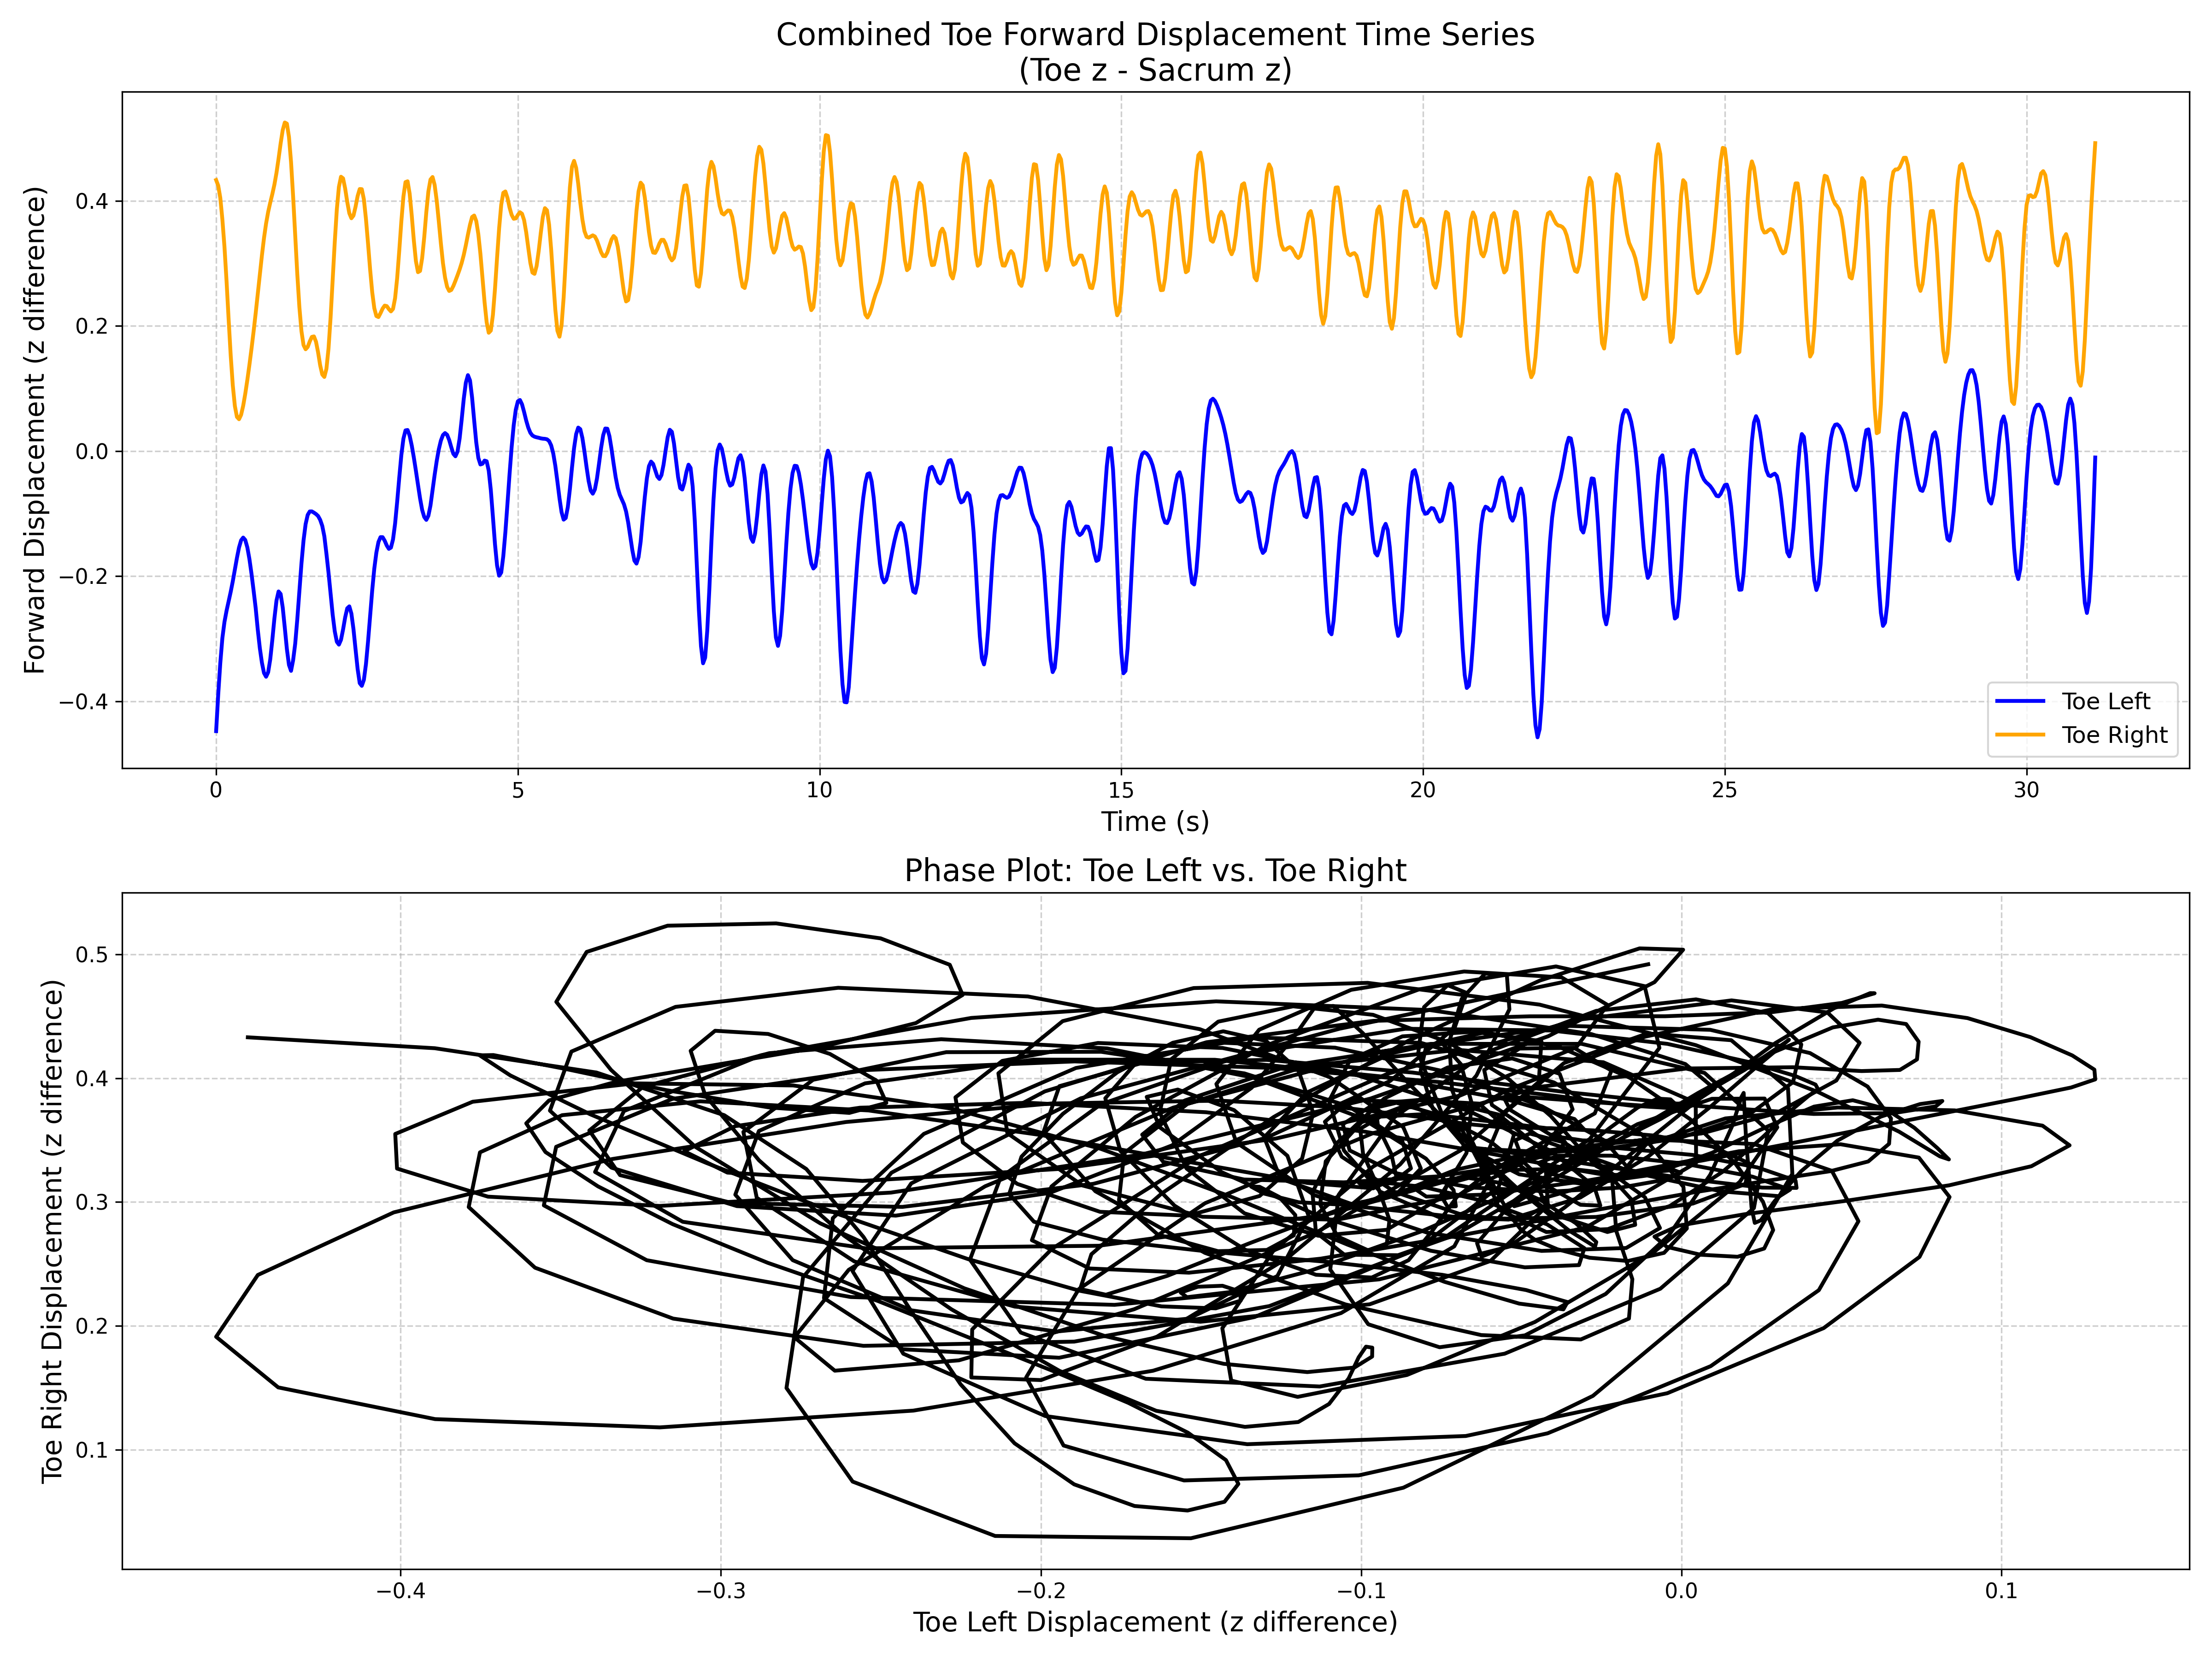 Combined Toe Forward Displacement Time Series
(Toe z - Sacrum z)
Forward Displacement (z difference)
0.4
0.2
0.0
−0.2
−0.4
Toe Left
Toe Right
0 5 10 15 20 25 30
Time (s)
Phase Plot: Toe Left vs. Toe Right
Toe Right Displacement (z difference)
0.5
0.4
0.3
0.2
0.1
−0.4 −0.3 −0.2 −0.1 0.0 0.1
Toe Left Displacement (z difference)